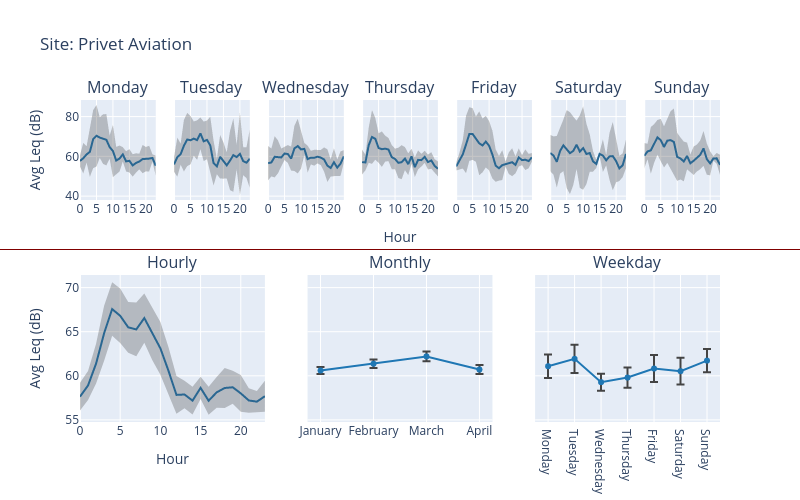 Site: Privet Aviation
Monday Tuesday Wednesday Thursday Friday Saturday Sunday
Avg Leq (dB)
80
60
40
0 5 10 15 20 0 5 10 15 20 0 5 10 15 20 0 5 10 15 20 0 5 10 15 20 0 5 10 15 20 0 5 10 15 20
Hour
Hourly Monthly Weekday
Avg Leq (dB)
70
65
60
55
0 5 10 15 20
January February March April
Monday Tuesday Wednesday Thursday Friday Saturday Sunday
Hour